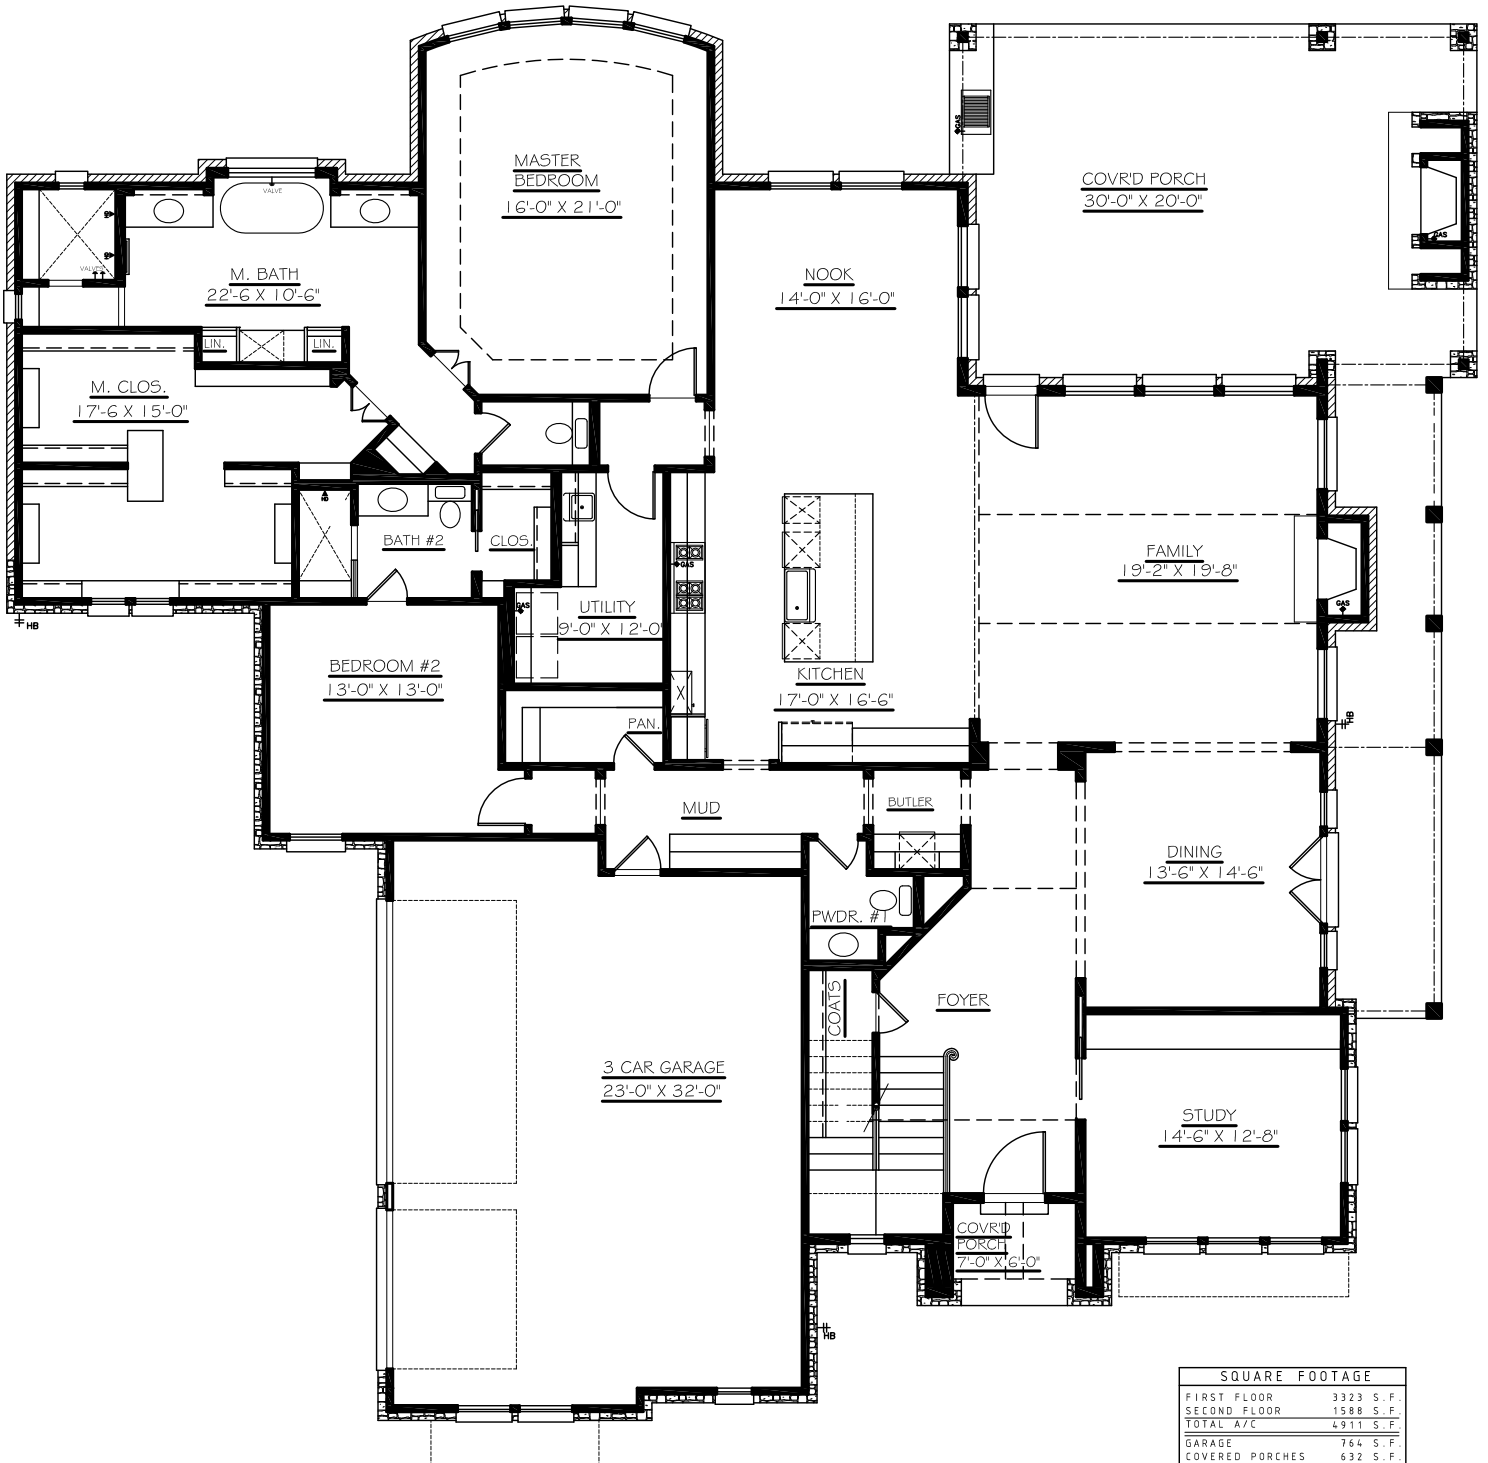 MASTER
BEDROOM
16'-0" X 21'-0"
COVR'D PORCH
30'-0" X 20'-0"
GAS
GAS
VALVE
VALVES
M. BATH
22'-6 X 10'-6"
NOOK
14'-0" X 16'-0"
LIN.
LIN.
M. CLOS.
17'-6 X 15'-0"
HD
BATH #2
CLOS.
GAS
FAMILY
19'-2" X 19'-8"
GAS
GAS
UTILITY
9'-0" X 12'-0"
HB
BEDROOM #2
13'-0" X 13'-0"
KITCHEN
17'-0" X 16'-6"
PAN.
HB
MUD
BUTLER
DINING
13'-6" X 14'-6"
PWDR. #1
COATS
FOYER
3 CAR GARAGE
23'-0" X 32'-0"
STUDY
14'-6" X 12'-8"
COVR'D
PORCH
7'-0" X 6'-0"
HB
SQUARE FOOTAGE
FIRST FLOOR 3323 S.F.
SECOND FLOOR 1588 S.F.
TOTAL A/C 4911 S.F.
GARAGE 764 S.F.
COVERED PORCHES 632 S.F.